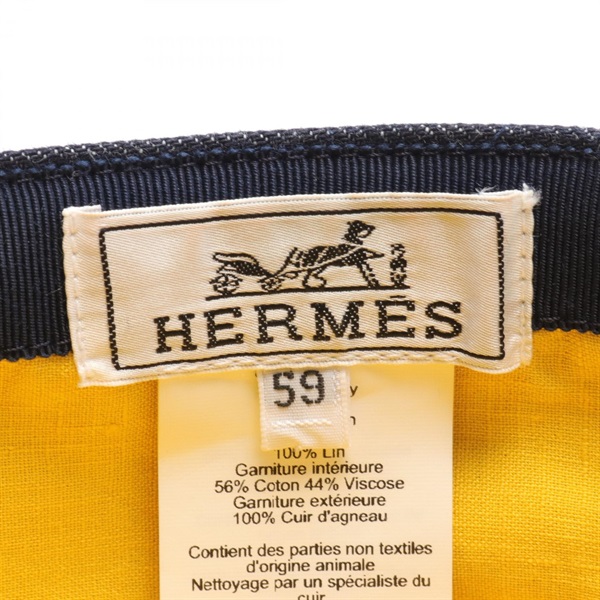 HERMÈS
59
100% Lin
Garniture intérieure
56% Coton 44% Viscose
Garniture extérieure
100% Cuir d'agneau
Contient des parties non textiles
d'origine animale
Nettoyage par un spécialiste du
cuir